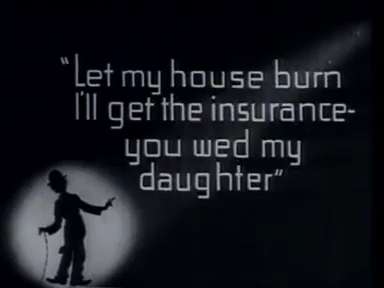 "Let my house burn
I'll get the insurance-
you wed my
daughter"